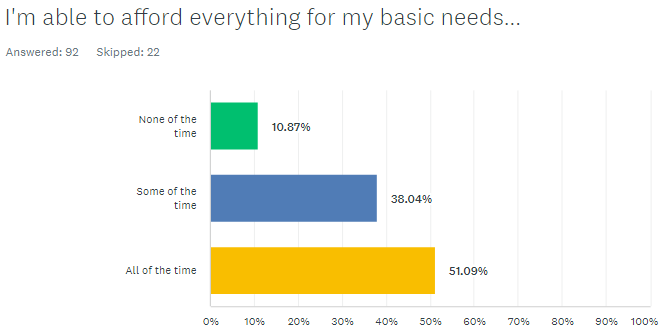 I'm able to afford everything for my basic needs...
Answered: 92 Skipped: 22
None of the
time
10.87%
Some of the
time
38.04%
All of the time
51.09%
0% 10% 20% 30% 40% 50% 60% 70% 80% 90% 100%